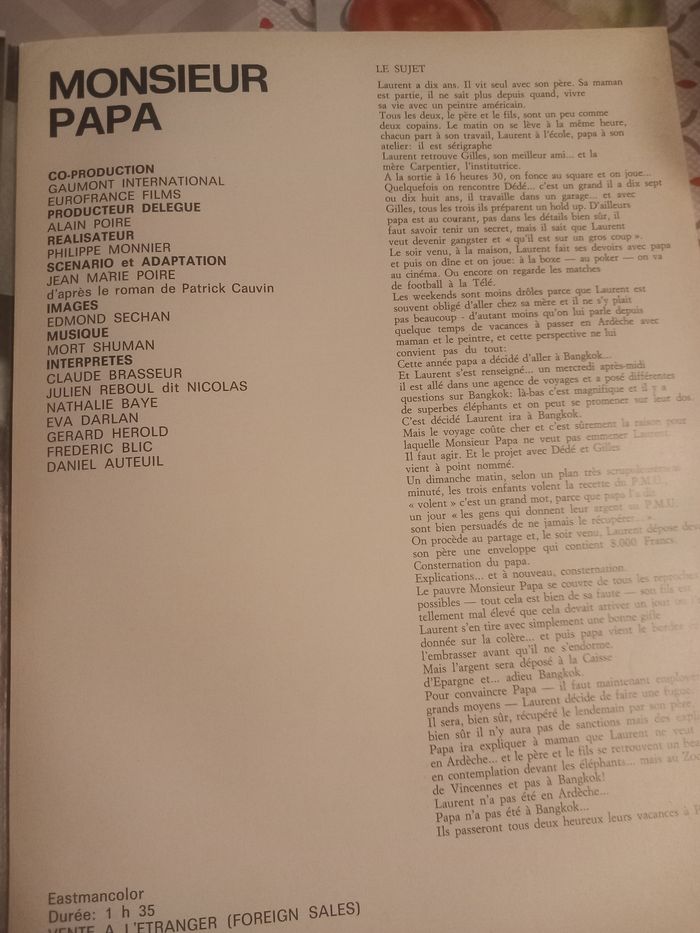 MONSIEUR
PAPA
CO-PRODUCTION
GAUMONT INTERNATIONAL
EUROFRANCE FILMS
PRODUCTEUR DELEGUE
ALAIN POIRE
REALISATEUR
PHILIPPE MONNIER
SCENARIO et ADAPTATION
JEAN MARIE POIRE
d'après le roman de Patrick Cauvin
IMAGES
EDMOND SECHAN
MUSIQUE
MORT SHUMAN
INTERPRETES
CLAUDE BRASSEUR
JULIEN REBOUL dit NICOLAS
NATHALIE BAYE
EVA DARLAN
GERARD HEROLD
FREDERIC BLIC
DANIEL AUTEUIL
Eastmancolor
Durée: 1 h 35
VENTE A L'ETRANGER (FOREIGN SALES)
LE SUJET
Laurent a dix ans. Il vit seul avec son père. Sa maman
est partie, il ne sait plus depuis quand, vivre
sa vie avec un peintre américain.
Tous les deux, le père et le fils, sont un peu comme
deux copains. Le matin on se lève à la même heure,
chacun part à son travail, Laurent à l'école, papa à son
atelier: il est sérigraphe
Laurent retrouve Gilles, son meilleur ami... et la
mère Carpentier, l'institutrice.
A la sortie à 16 heures 30, on fonce au square et on joue...
Quelquefois on rencontre Dédé... c'est un grand il a dix sept
ou dix huit ans, il travaille dans un garage... et avec
Gilles, tous les trois ils préparent un hold up. D'ailleurs
papa est au courant, pas dans les détails bien sûr, il
faut savoir tenir un secret, mais il sait que Laurent
veut devenir gangster et « qu'il est sur un gros coup ».
Le soir venu, à la maison, Laurent fait ses devoirs avec papa
et puis on dîne et on joue: à la boxe — au poker — on va
au cinéma. Ou encore on regarde les matches
de football à la Télé.
Les weekends sont moins drôles parce que Laurent est
souvent obligé d'aller chez sa mère et il ne s'y plait
pas beaucoup - d'autant moins qu'on lui parle depuis
quelque temps de vacances à passer en Ardèche avec
maman et le peintre, et cette perspective ne lui
convient pas du tout:
Cette année papa a décidé d'aller à Bangkok...
Et Laurent s'est renseigné... un mercredi après-midi
il est allé dans une agence de voyages et a posé différentes
questions sur Bangkok: là-bas c'est magnifique et il y a
de superbes éléphants et on peut se promener sur leur dos.
C'est décidé Laurent ira à Bangkok.
Mais le voyage coûte cher et c'est sûrement la raison pour
laquelle Monsieur Papa ne veut pas emmener Laurent.
Il faut agir. Et le projet avec Dédé et Gilles
vient à point nommé.
Un dimanche matin, selon un plan très scrupuleusement
minuté, les trois enfants volent la recette du P.M.U.,
« volent » c'est un grand mot, parce que papa l'a dit
un jour « les gens qui donnent leur argent au P.M.U.
sont bien persuadés de ne jamais le récupérer... ».
On procède au partage et, le soir venu, Laurent dépose
son père une enveloppe qui contient 8.000 Francs.
Consternation du papa.
Explications... et à nouveau, consternation.
Le pauvre Monsieur Papa se couvre de tous les reproches
possibles — tout cela est bien de sa faute — son fils est
tellement mal élevé que cela devait arriver un jour
Laurent s'en tire avec simplement une bonne gifle
donnée sur la colère... et puis papa vient le border
l'embrasser avant qu'il ne s'endorme.
Mais l'argent sera déposé à la Caisse
d'Epargne et... adieu Bangkok.
Pour convaincre Papa — il faut maintenant employer
grands moyens — Laurent décide de faire une fugue.
Il sera, bien sûr, récupéré le lendemain par son père,
bien sûr il n'y aura pas de sanctions mais des
Papa ira expliquer à maman que Laurent ne veut
en Ardèche... et le père et le fils se retrouvent un
en contemplation devant les éléphants... mais au Zoo
de Vincennes et pas à Bangkok!
Laurent n'a pas été en Ardèche...
Papa n'a pas été à Bangkok...
Ils passeront tous deux heureux leurs vacances à